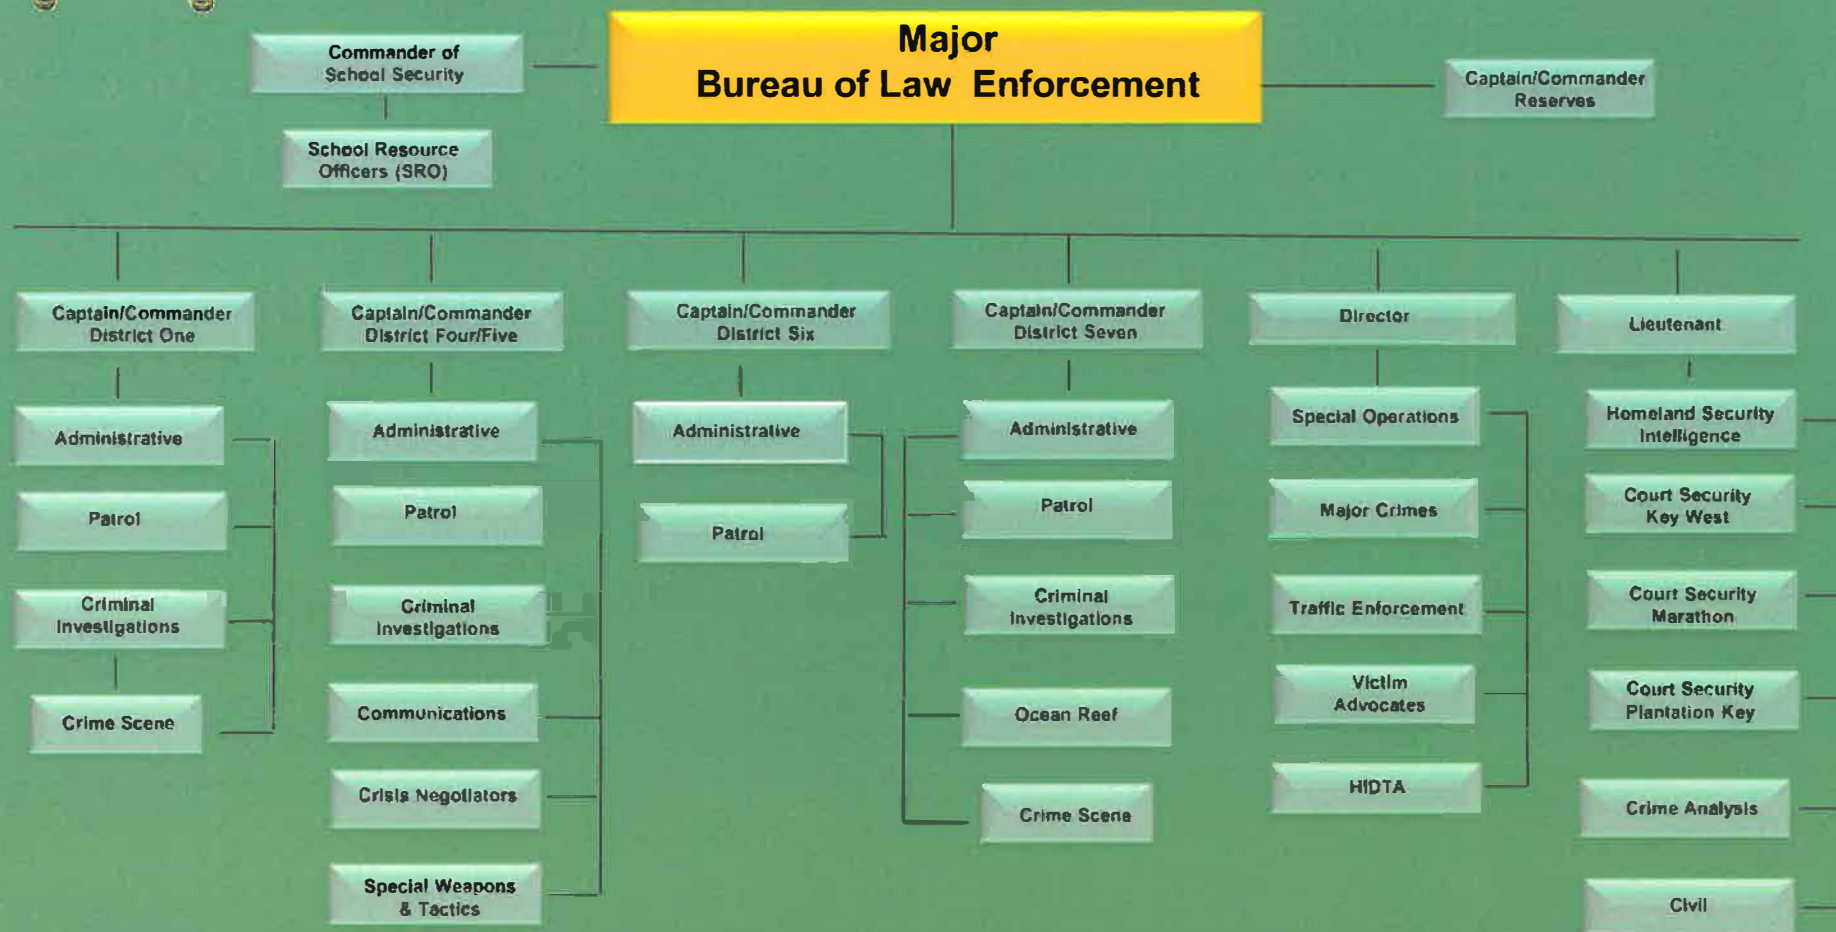 Major
Bureau of Law Enforcement
Commander of
School Security
School Resource
Officers (SRO)
Captain/Commander
Reserves
Captain/Commander
District One
Administrative
Patrol
Criminal
Investigations
Crime Scene
Captain/Commander
District Four/Five
Administrative
Patrol
Criminal
Investigations
Communications
Crisis Negotiators
Special Weapons
& Tactics
Captain/Commander
District Six
Administrative
Patrol
Captain/Commander
District Seven
Administrative
Patrol
Criminal
Investigations
Ocean Reef
Crime Scene
Director
Special Operations
Major Crimes
Traffic Enforcement
Victim
Advocates
HIDTA
Lieutenant
Homeland Security
Intelligence
Court Security
Key West
Court Security
Marathon
Court Security
Plantation Key
Crime Analysis
Civil